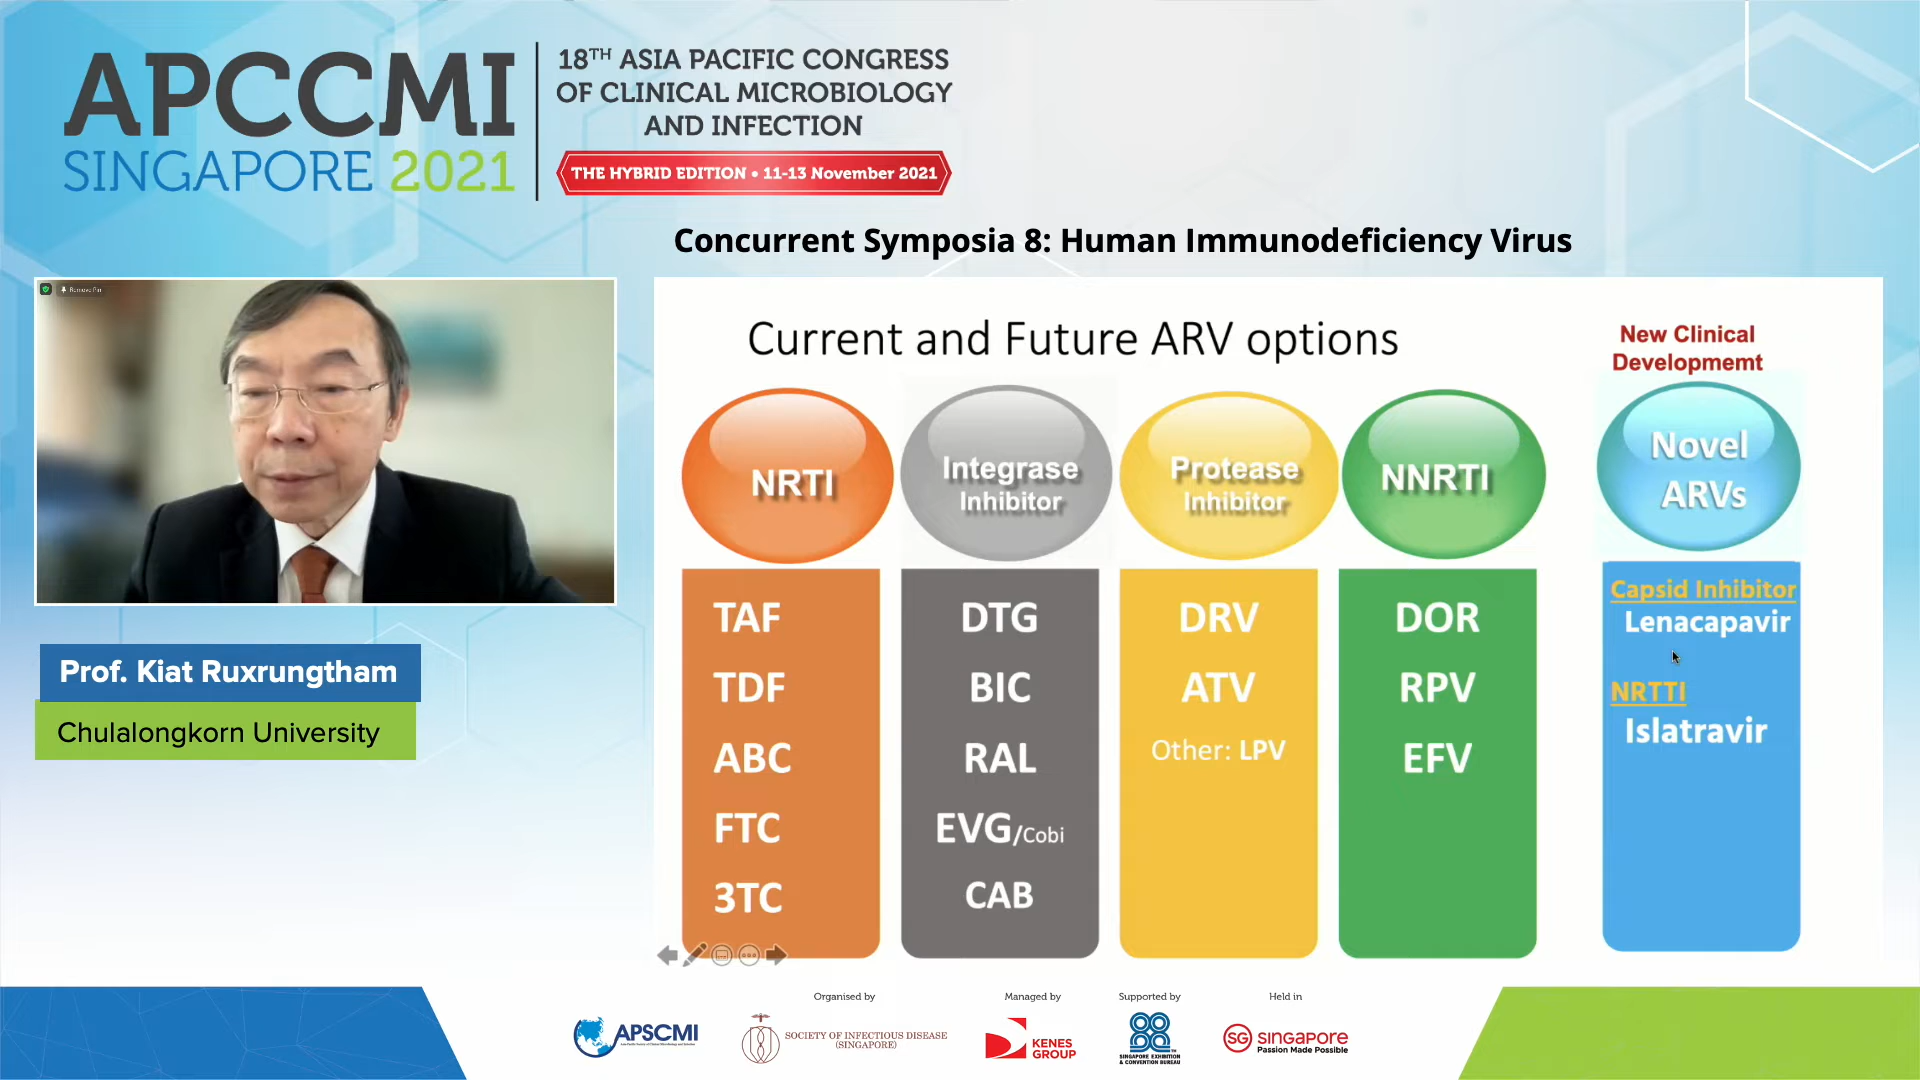 APCCMI
SINGAPORE 2021
18TH ASIA PACIFIC CONGRESS
OF CLINICAL MICROBIOLOGY
AND INFECTION
THE HYBRID EDITION • 11-13 November 2021
Concurrent Symposia 8: Human Immunodeficiency Virus
Remove Pin
Prof. Kiat Ruxrungtham
Chulalongkorn University
Current and Future ARV options
New Clinical
Developmemt
NRTI
Integrase
Inhibitor
Protease
Inhibitor
NNRTI
Novel
ARVs
TAF
TDF
ABC
FTC
3TC
DTG
BIC
RAL
EVG/Cobi
CAB
DRV
ATV
Other: LPV
DOR
RPV
EFV
Capsid Inhibitor
Lenacapavir
NRTTI
Islatravir
APSCMI
Organised by
SOCIETY OF INFECTIOUS DISEASE
(SINGAPORE)
Managed by
KENES
GROUP
Supported by
SINGAPORE EXHIBITION
& CONVENTION BUREAU
Held in
SG SINGAPORE
Passion Made Possible